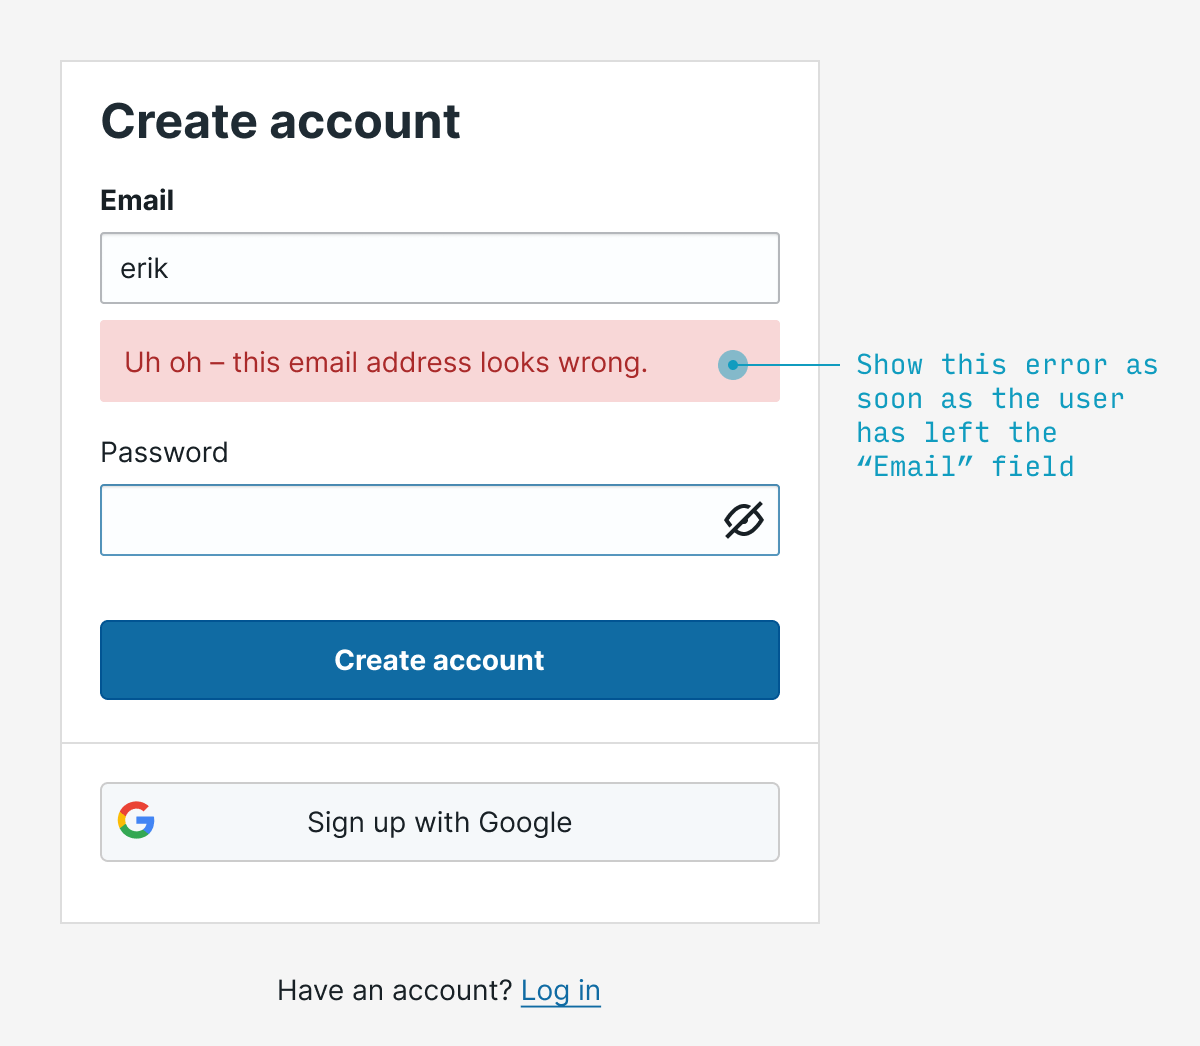 Create account
Email
erik
Uh oh – this email address looks wrong.
Show this error as
soon as the user
has left the
“Email” field
Password
Create account
Sign up with Google
Have an account? Log in